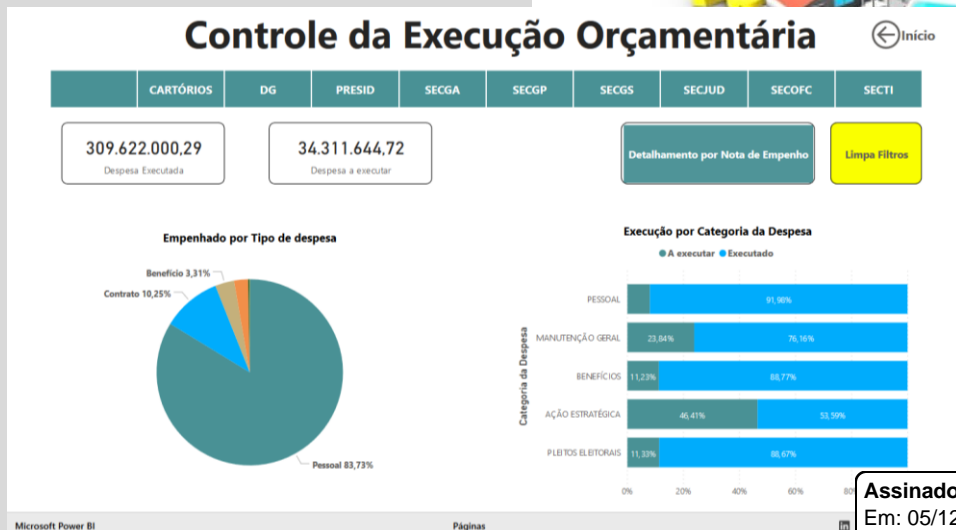 Controle da Execução Orçamentária
Início
CARTÓRIOS DG PRESID SECGA SECGP SECGS SECJUD SECOFC SECTI
309.622.000,29
Despesa Executada
34.311.644,72
Despesa a executar
Detalhamento por Nota de Empenho
Limpa Filtros
Empenhado por Tipo de despesa
Benefício 3,31%
Contrato 10,25%
Pessoal 83,73%
Execução por Categoria da Despesa
A executar Executado
Categoria da Despesa
PESSOAL 91,98%
MANUTENÇÃO GERAL 23,84% 76,16%
BENEFÍCIOS 11,23% 88,77%
AÇÃO ESTRATÉGICA 46,41% 53,59%
PLEITOS ELEITORAIS 11,33% 88,67%
0% 20% 40% 60% 80
Assinado
Em: 05/12
Microsoft Power BI
Páginas